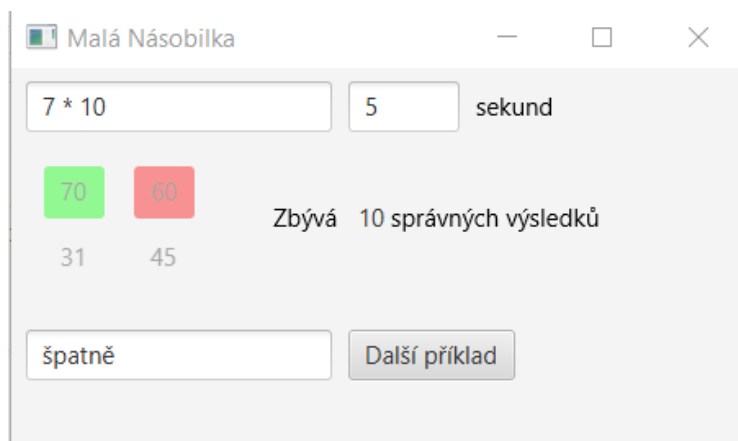 Malá Násobilka
7 * 10 5 sekund
70 60
Zbývá 10 správných výsledků
31 45
špatně Další příklad